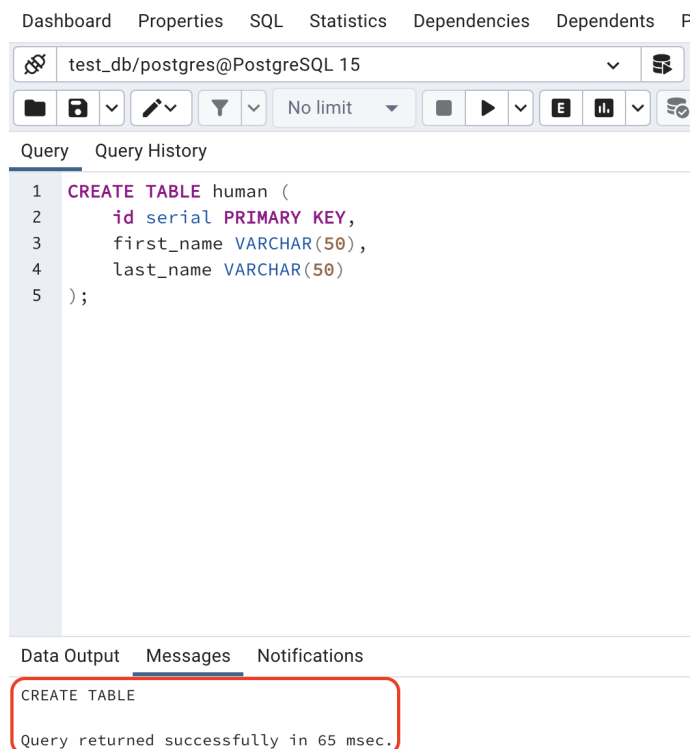 Dashboard Properties SQL Statistics Dependencies Dependents P
test_db/postgres@PostgreSQL 15
No limit E
Query Query History
1 CREATE TABLE human (
2 id serial PRIMARY KEY,
3 first_name VARCHAR(50),
4 last_name VARCHAR(50)
5 );
Data Output Messages Notifications
CREATE TABLE
Query returned successfully in 65 msec.